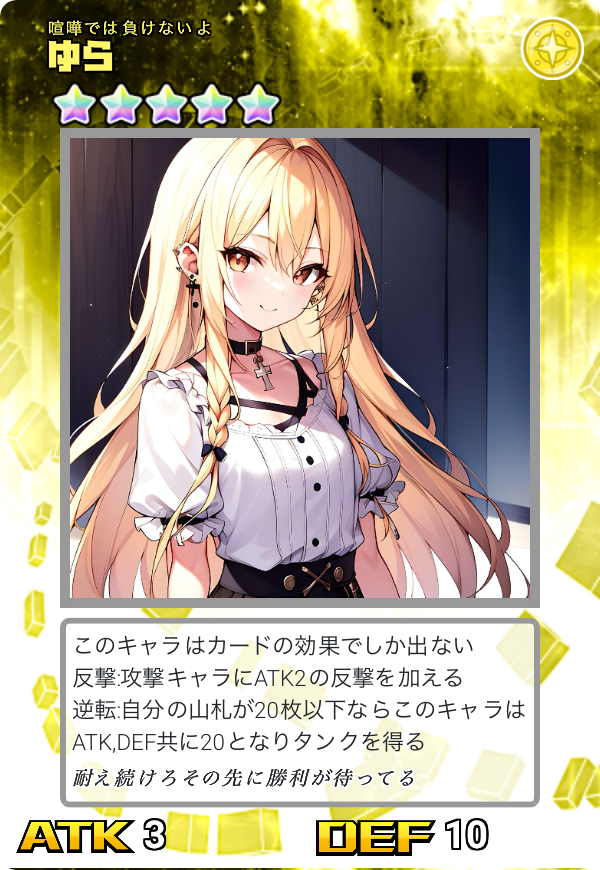 喧嘩では負けないよ
ゆら
このキャラはカードの効果でしか出ない
反撃:攻撃キャラにATK2の反撃を加える
逆転:自分の山札が20枚以下ならこのキャラは
ATK,DEF共に20となりタンクを得る
耐え続けろその先に勝利が待ってる
ATK 3 DEF 10